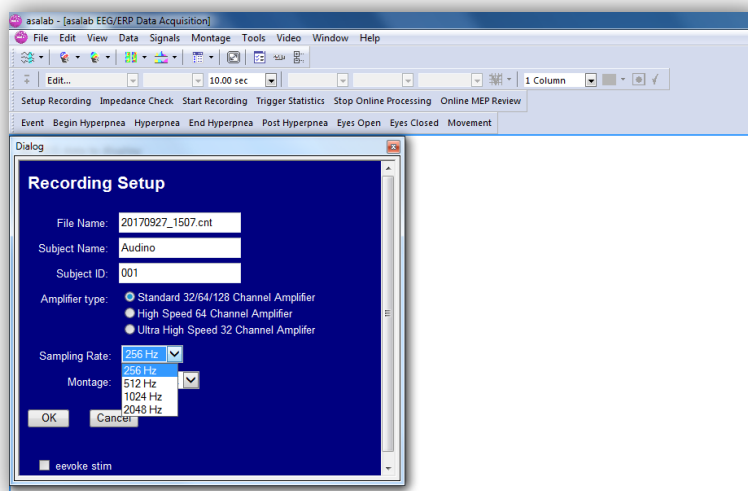 asalab - [asalab EEG/ERP Data Acquisition]
File Edit View Data Signals Montage Tools Video Window Help
Edit... 10.00 sec 1 Column
Setup Recording Impedance Check Start Recording Trigger Statistics Stop Online Processing Online MEP Review
Event Begin Hyperpnea Hyperpnea End Hyperpnea Post Hyperpnea Eyes Open Eyes Closed Movement
Dialog
Recording Setup
File Name: 20170927_1507.cnt
Subject Name: Audino
Subject ID: 001
Amplifier type: Standard 32/64/128 Channel Amplifier
High Speed 64 Channel Amplifier
Ultra High Speed 32 Channel Amplifer
Sampling Rate: 256 Hz
256 Hz
Montage: 512 Hz
1024 Hz
2048 Hz
OK Cancel
eevoke stim